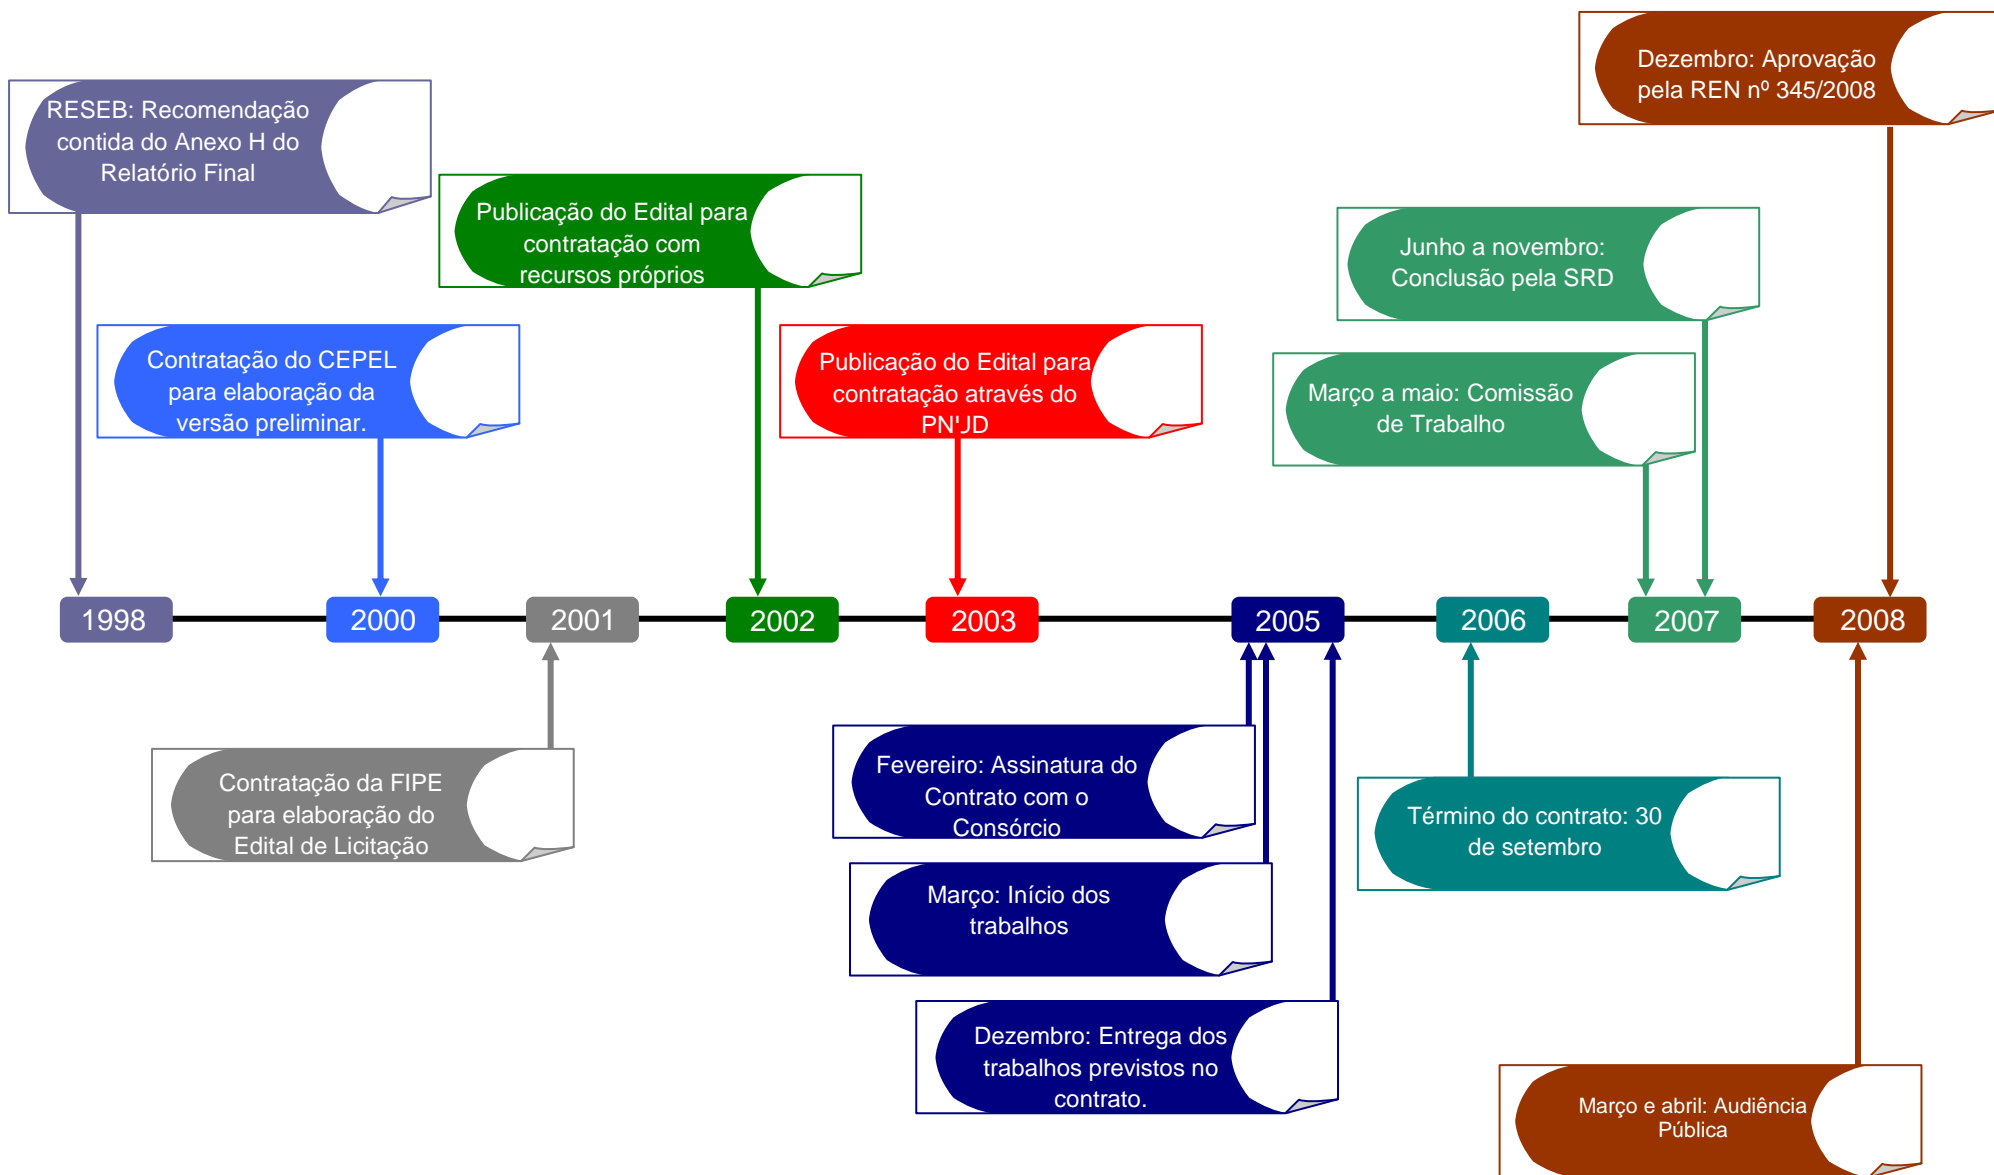 Dezembro: Aprovação
pela REN nº 345/2008
RESEB: Recomendação
contida do Anexo H do
Relatório Final
Publicação do Edital para
contratação com
recursos próprios
Junho a novembro:
Conclusão pela SRD
Contratação do CEPEL
para elaboração da
versão preliminar.
Publicação do Edital para
contratação através do
PNUD
Março a maio: Comissão
de Trabalho
1998
2000
2001
2002
2003
2005
2006
2007
2008
Contratação da FIPE
para elaboração do
Edital de Licitação
Fevereiro: Assinatura do
Contrato com o
Consórcio
Término do contrato: 30
de setembro
Março: Início dos
trabalhos
Dezembro: Entrega dos
trabalhos previstos no
contrato.
Março e abril: Audiência
Pública